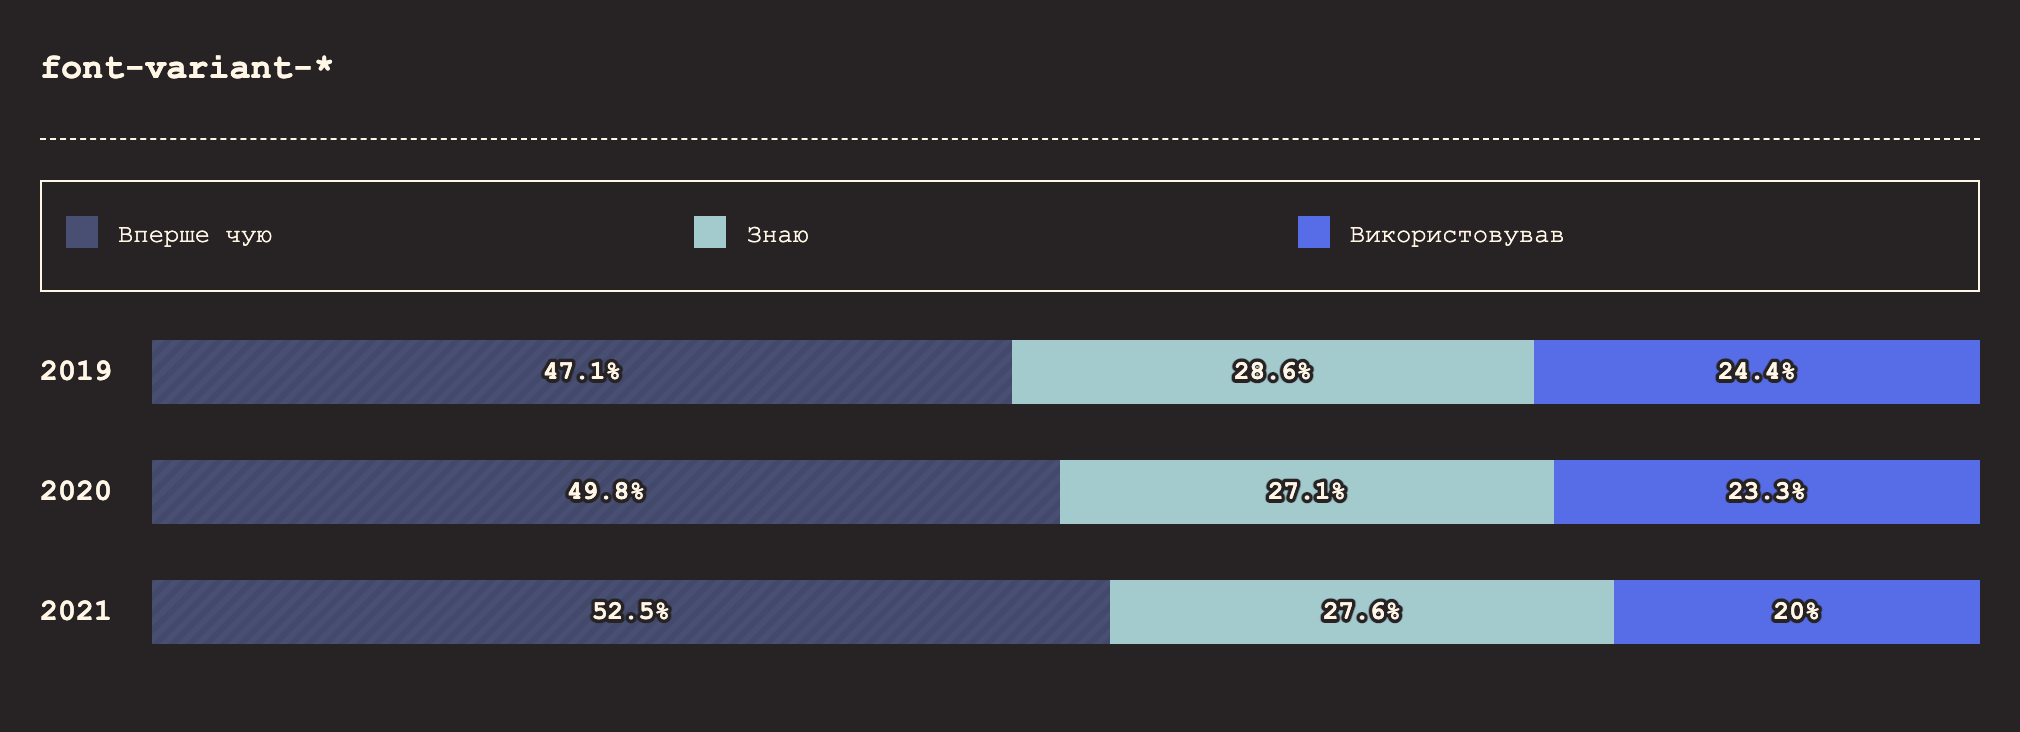 font-variant-*
Вперше чую Знаю Використовував
2019 47.1% 28.6% 24.4%
2020 49.8% 27.1% 23.3%
2021 52.5% 27.6% 20%